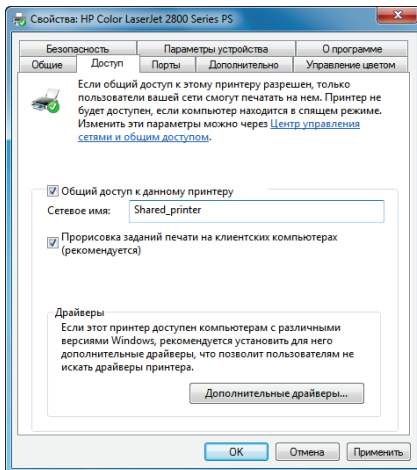 Свойства: HP Color LaserJet 2800 Series PS
Безопасность Параметры устройства О программе
Общие Доступ Порты Дополнительно Управление цветом
Если общий доступ к этому принтеру разрешен, только
пользователи вашей сети смогут печатать на нем. Принтер не
будет доступен, если компьютер находится в спящем режиме.
Изменить эти параметры можно через Центр управления
сетями и общим доступом.
Общий доступ к данному принтеру
Сетевое имя: Shared_printer
Прорисовка заданий печати на клиентских компьютерах
(рекомендуется)
Драйверы
Если этот принтер доступен компьютерам с различными
версиями Windows, рекомендуется установить для него
дополнительные драйверы, что позволит пользователям не
искать драйверы принтера.
Дополнительные драйверы...
ОК Отмена Применить